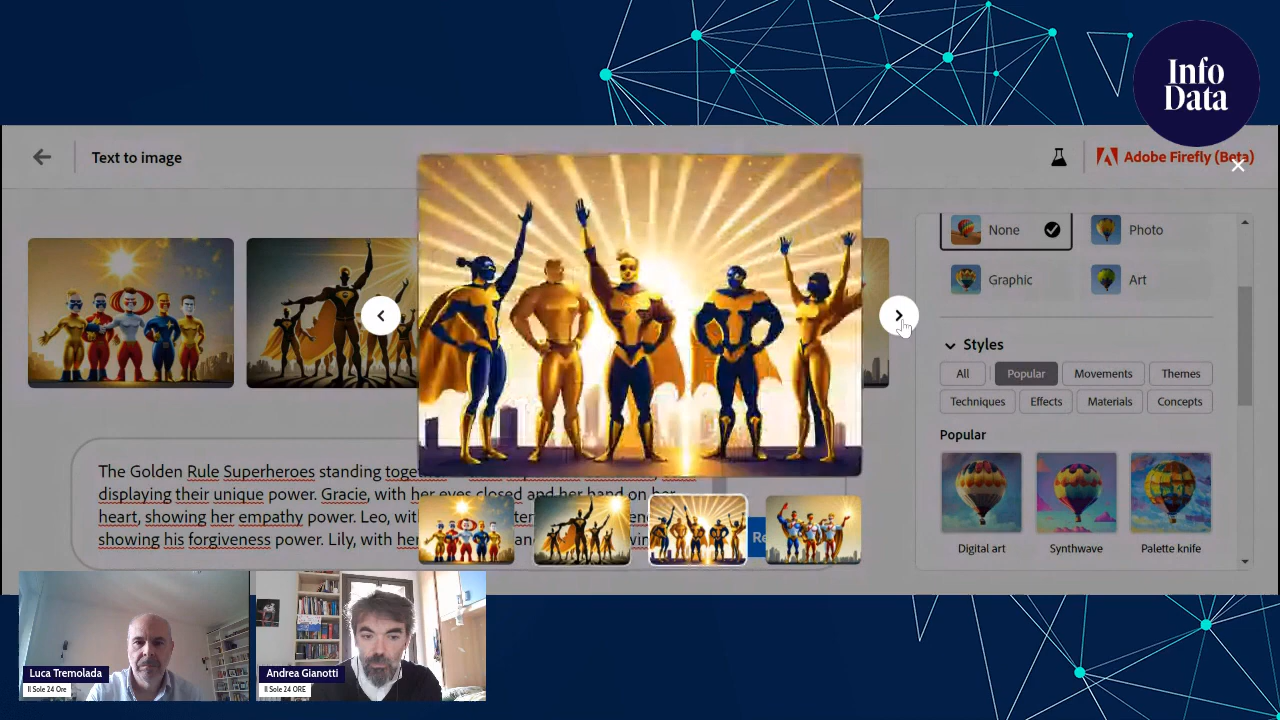 Info
Data
Text to image
Adobe Firefly (Beta)
None
Photo
Graphic
Art
Styles
All
Popular
Movements
Themes
Techniques
Effects
Materials
Concepts
Popular
Digital art
Synthwave
Palette knife
The Golden Rule Superheroes standing
displaying their unique power. Gracie, with her eyes closed and her hand on her
heart, showing her empathy power. Leo,
showing his forgiveness power. Lily, with her
Luca Tremolada
Il Sole 24 Ore
Andrea Gianotti
Il Sole 24 ORE